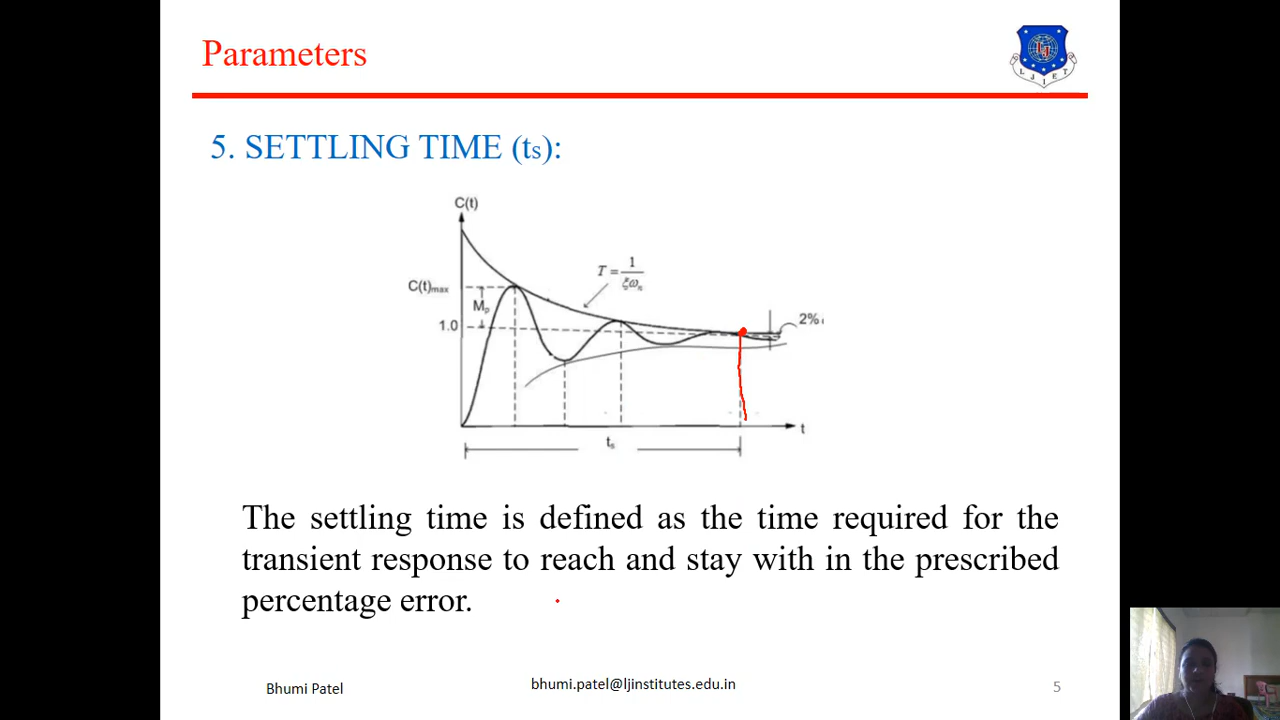 Parameters
L J I E T
5. SETTLING TIME (ts):
C(t)
T = 1/ξωn
C(t)max
Mp
1.0
2%
t
ts
The settling time is defined as the time required for the
transient response to reach and stay with in the prescribed
percentage error.
Bhumi Patel
bhumi.patel@ljinstitutes.edu.in
5